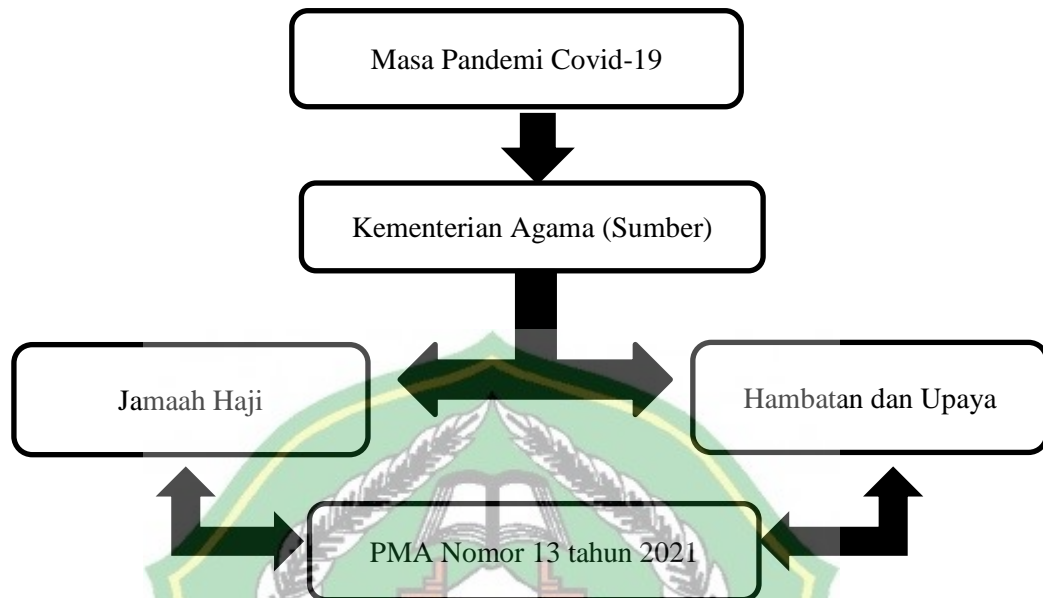 Masa Pandemi Covid-19
Kementerian Agama (Sumber)
Jamaah Haji
Hambatan dan Upaya
PMA Nomor 13 tahun 2021